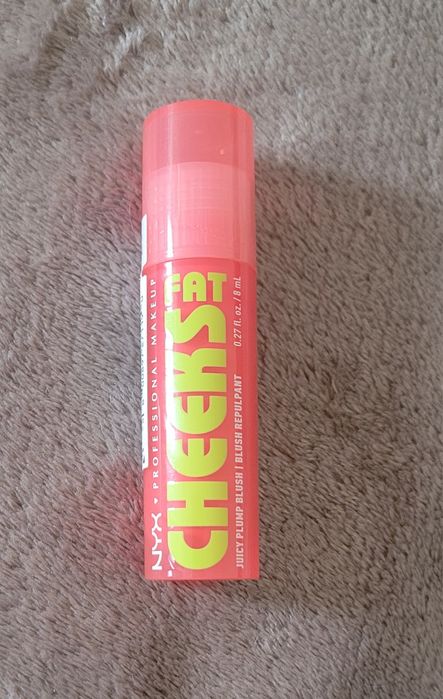 NYX
PROFESSIONAL MAKEUP
FAT
CHEEKS
JUICY PLUMP BLUSH | BLUSH REPULPANT
0.27 fl. oz. / 8 mL